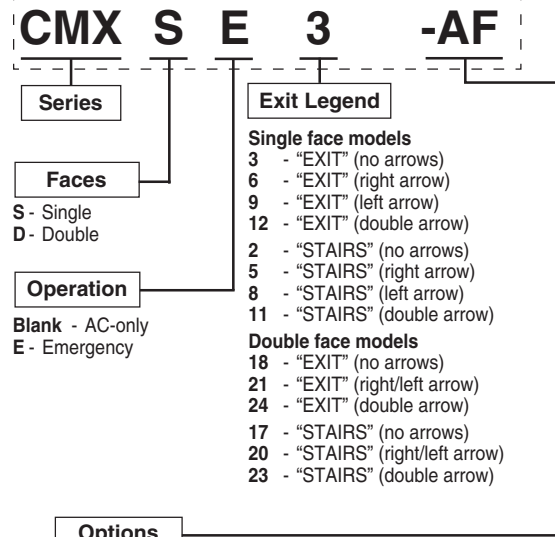 CMX S E 3 -AF
Series
Exit Legend
Faces
S - Single
D - Double
Operation
Blank - AC-only
E - Emergency
Single face models
3 - “EXIT” (no arrows)
6 - “EXIT” (right arrow)
9 - “EXIT” (left arrow)
12 - “EXIT” (double arrow)
2 - “STAIRS” (no arrows)
5 - “STAIRS” (right arrow)
8 - “STAIRS” (left arrow)
11 - “STAIRS” (double arrow)
Double face models
18 - “EXIT” (no arrows)
21 - “EXIT” (right/left arrow)
24 - “EXIT” (double arrow)
17 - “STAIRS” (no arrows)
20 - “STAIRS” (right/left arrow)
23 - “STAIRS” (double arrow)
Options